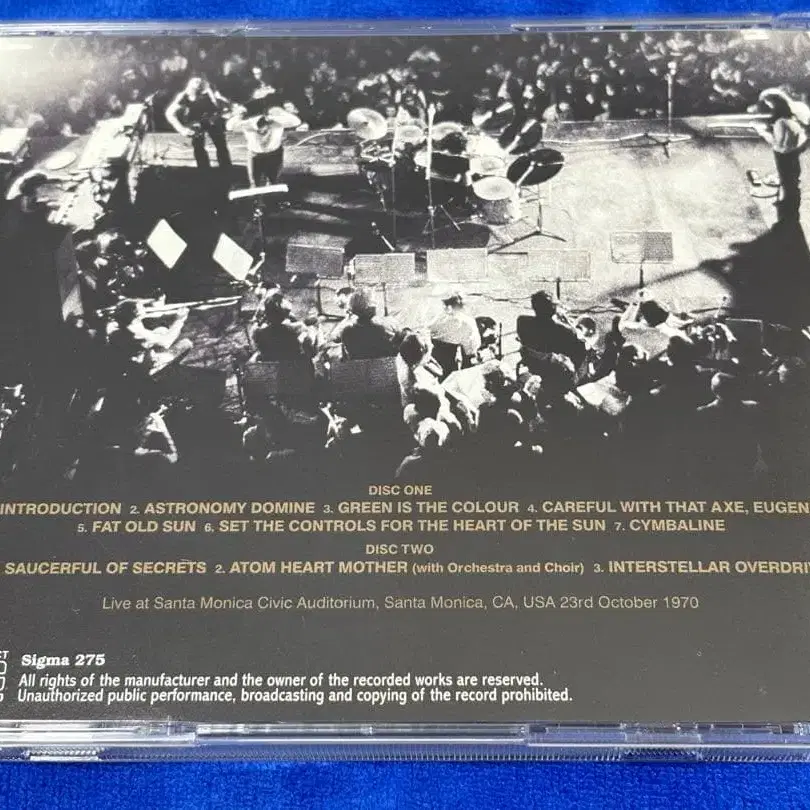 DISC ONE
INTRODUCTION 2. ASTRONOMY DOMINE 3. GREEN IS THE COLOUR 4. CAREFUL WITH THAT AXE, EUGEN
5. FAT OLD SUN 6. SET THE CONTROLS FOR THE HEART OF THE SUN 7. CYMBALINE
DISC TWO
SAUCERFUL OF SECRETS 2. ATOM HEART MOTHER (with Orchestra and Choir) 3. INTERSTELLAR OVERDRIV
Live at Santa Monica Civic Auditorium, Santa Monica, CA, USA 23rd October 1970
Sigma 275
All rights of the manufacturer and the owner of the recorded works are reserved.
Unauthorized public performance, broadcasting and copying of the record prohibited.